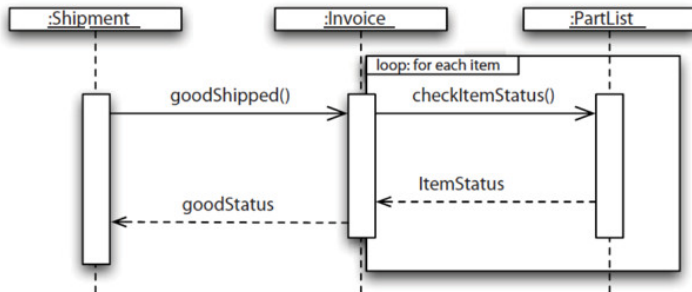 :Shipment
:Invoice
:PartList
loop: for each item
goodShipped()
checkItemStatus()
ItemStatus
goodStatus